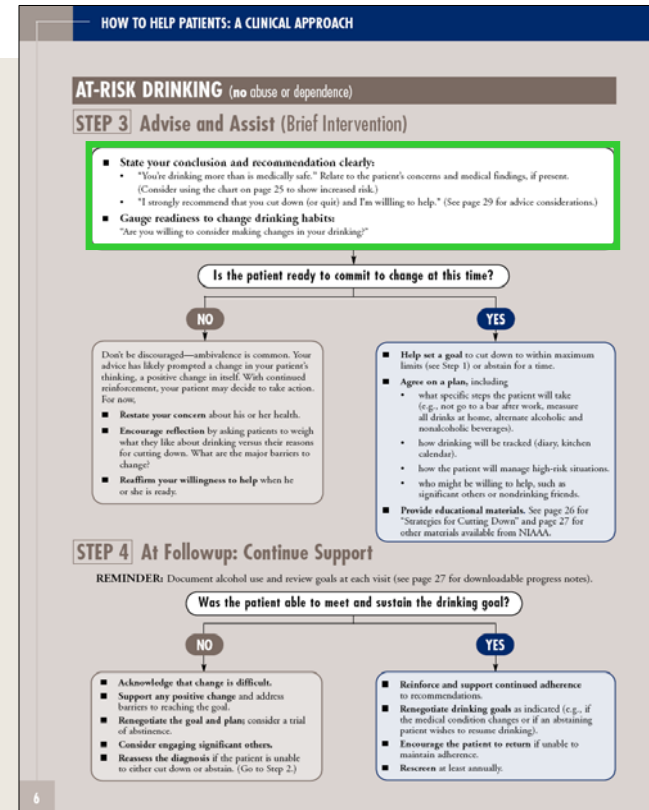 HOW TO HELP PATIENTS: A CLINICAL APPROACH
AT-RISK DRINKING (no abuse or dependence)
STEP 3 Advise and Assist (Brief Intervention)
■ State your conclusion and recommendation clearly:
• "You're drinking more than is medically safe." Relate to the patient's concerns and medical findings, if present.
(Consider using the chart on page 25 to show increased risk.)
• "I strongly recommend that you cut down (or quit) and I'm willling to help." (See page 29 for advice considerations.)
■ Gauge readiness to change drinking habits:
"Are you willing to consider making changes in your drinking?"
Is the patient ready to commit to change at this time?
NO
Don't be discouraged—ambivalence is common. Your
advice has likely prompted a change in your patient's
thinking, a positive change in itself. With continued
reinforcement, your patient may decide to take action.
For now,
■ Restate your concern about his or her health.
■ Encourage reflection by asking patients to weigh
what they like about drinking versus their reasons
for cutting down. What are the major barriers to
change?
■ Reaffirm your willingness to help when he
or she is ready.
YES
■ Help set a goal to cut down to within maximum
limits (see Step 1) or abstain for a time.
■ Agree on a plan, including
• what specific steps the patient will take
(e.g., not go to a bar after work, measure
all drinks at home, alternate alcoholic and
nonalcoholic beverages).
• how drinking will be tracked (diary, kitchen
calendar).
• how the patient will manage high-risk situations.
• who might be willing to help, such as
significant others or nondrinking friends.
■ Provide educational materials. See page 26 for
"Strategies for Cutting Down" and page 27 for
other materials available from NIAAA.
STEP 4 At Followup: Continue Support
REMINDER: Document alcohol use and review goals at each visit (see page 27 for downloadable progress notes).
Was the patient able to meet and sustain the drinking goal?
NO
■ Acknowledge that change is difficult.
■ Support any positive change and address
barriers to reaching the goal.
■ Renegotiate the goal and plan; consider a trial
of abstinence.
■ Consider engaging significant others.
■ Reassess the diagnosis if the patient is unable
to either cut down or abstain. (Go to Step 2.)
YES
■ Reinforce and support continued adherence
to recommendations.
■ Renegotiate drinking goals as indicated (e.g., if
the medical condition changes or if an abstaining
patient wishes to resume drinking).
■ Encourage the patient to return if unable to
maintain adherence.
■ Rescreen at least annually.
6